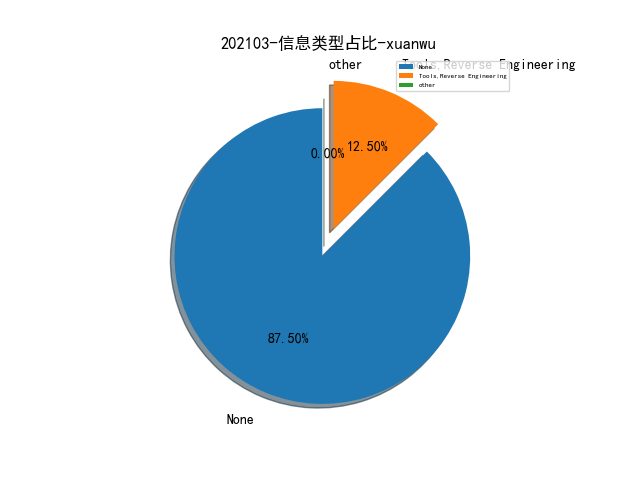 202103-信息类型占比-xuanwu
other
Tools,Reverse Engineering
None
Tools,Reverse Engineering
other
0.00%
12.50%
87.50%
None